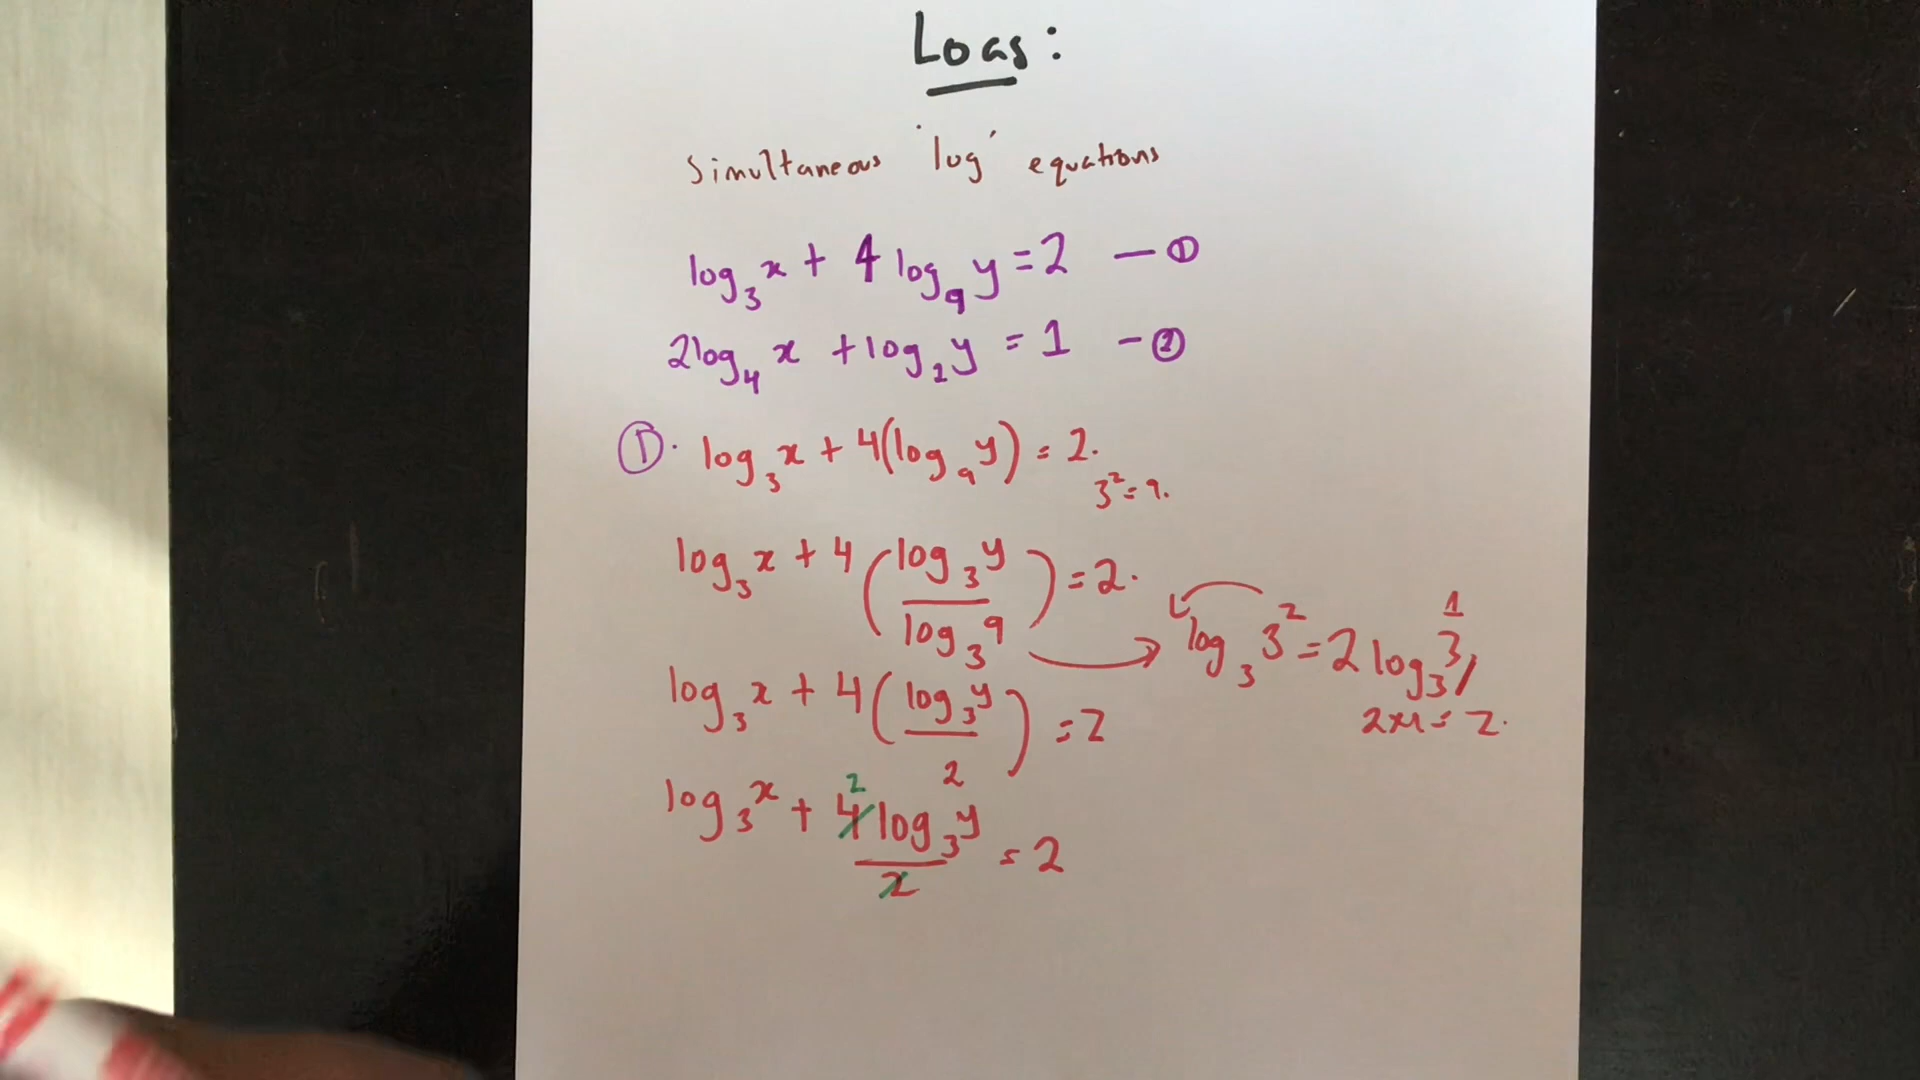 Logs:
Simultaneous 'log' equations
log₃x + 4 log₉y = 2 — ①
2log₄x + log₂y = 1 — ②
①. log₃x + 4(log₉y) = 2.
3² = 9.
log₃x + 4 (log₃y / log₃9) = 2.
log₃3² = 2 log₃3 1
2×1 = 2.
log₃x + 4 (log₃y / 2) = 2
log₃x + 4 2 log₃y / 2 = 2